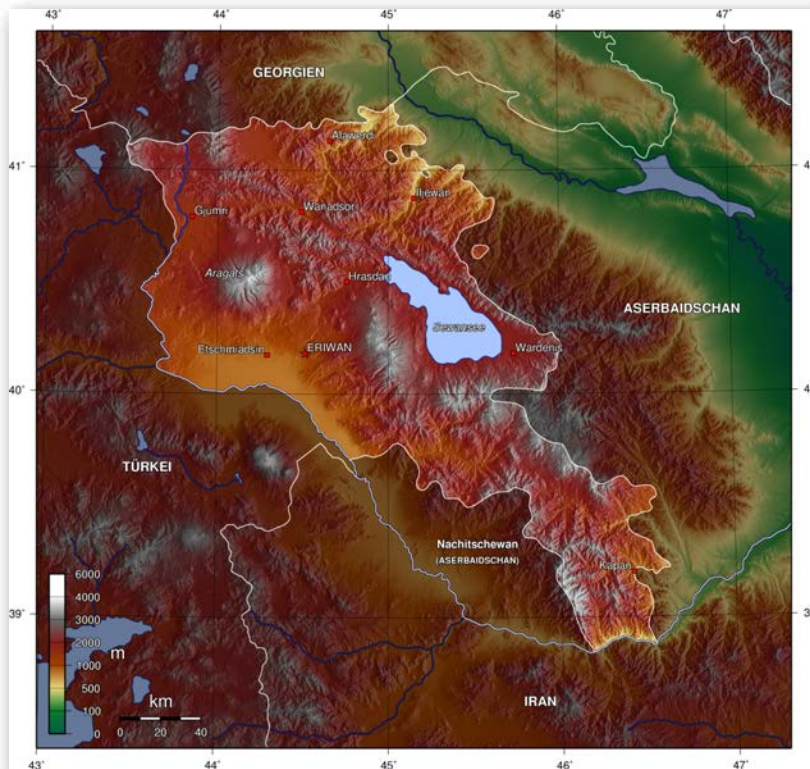 43° 44° 45° 46° 47°
GEORGIEN
Alawerdi
41°
Gjumri
Wanadsor
Ijewan
Aragats
Hrasdan
ASERBAIDSCHAN
Sewansee
Etschmiadsin
ERIWAN
Wardenis
40°
TÜRKEI
Nachitschewan
(ASERBAIDSCHAN)
Kapan
6000
4000
3000
2000
1000
500
100
0
m
39°
km
0 20 40
IRAN
43° 44° 45° 46° 47°